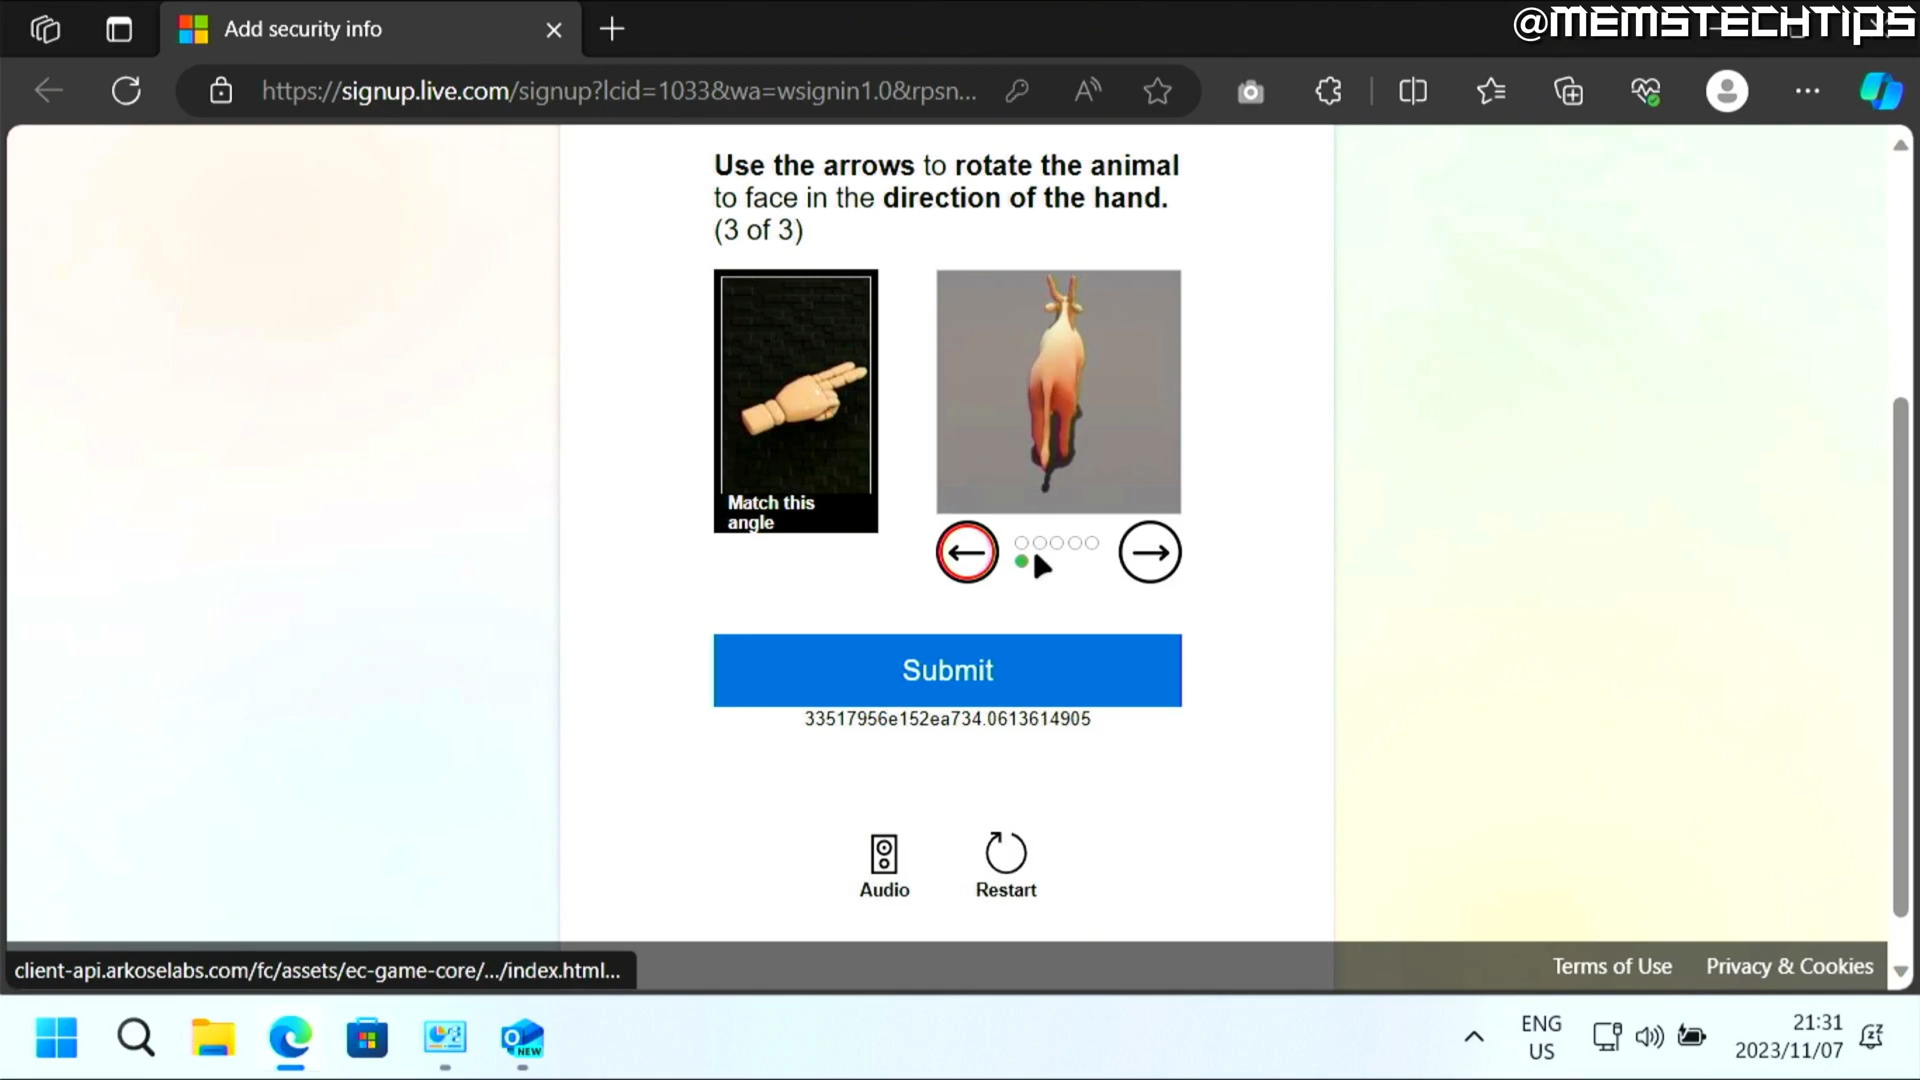 Add security info
@MEMSTECHTIPS
https://signup.live.com/signup?lcid=1033&wa=wsignin1.0&rpsn...
Use the arrows to rotate the animal
to face in the direction of the hand.
(3 of 3)
Match this
angle
Submit
33517956e152ea734.0613614905
Audio
Restart
client-api.arkoselabs.com/fc/assets/ec-game-core/.../index.html...
Terms of Use
Privacy & Cookies
NEW
ENG
US
21:31
2023/11/07